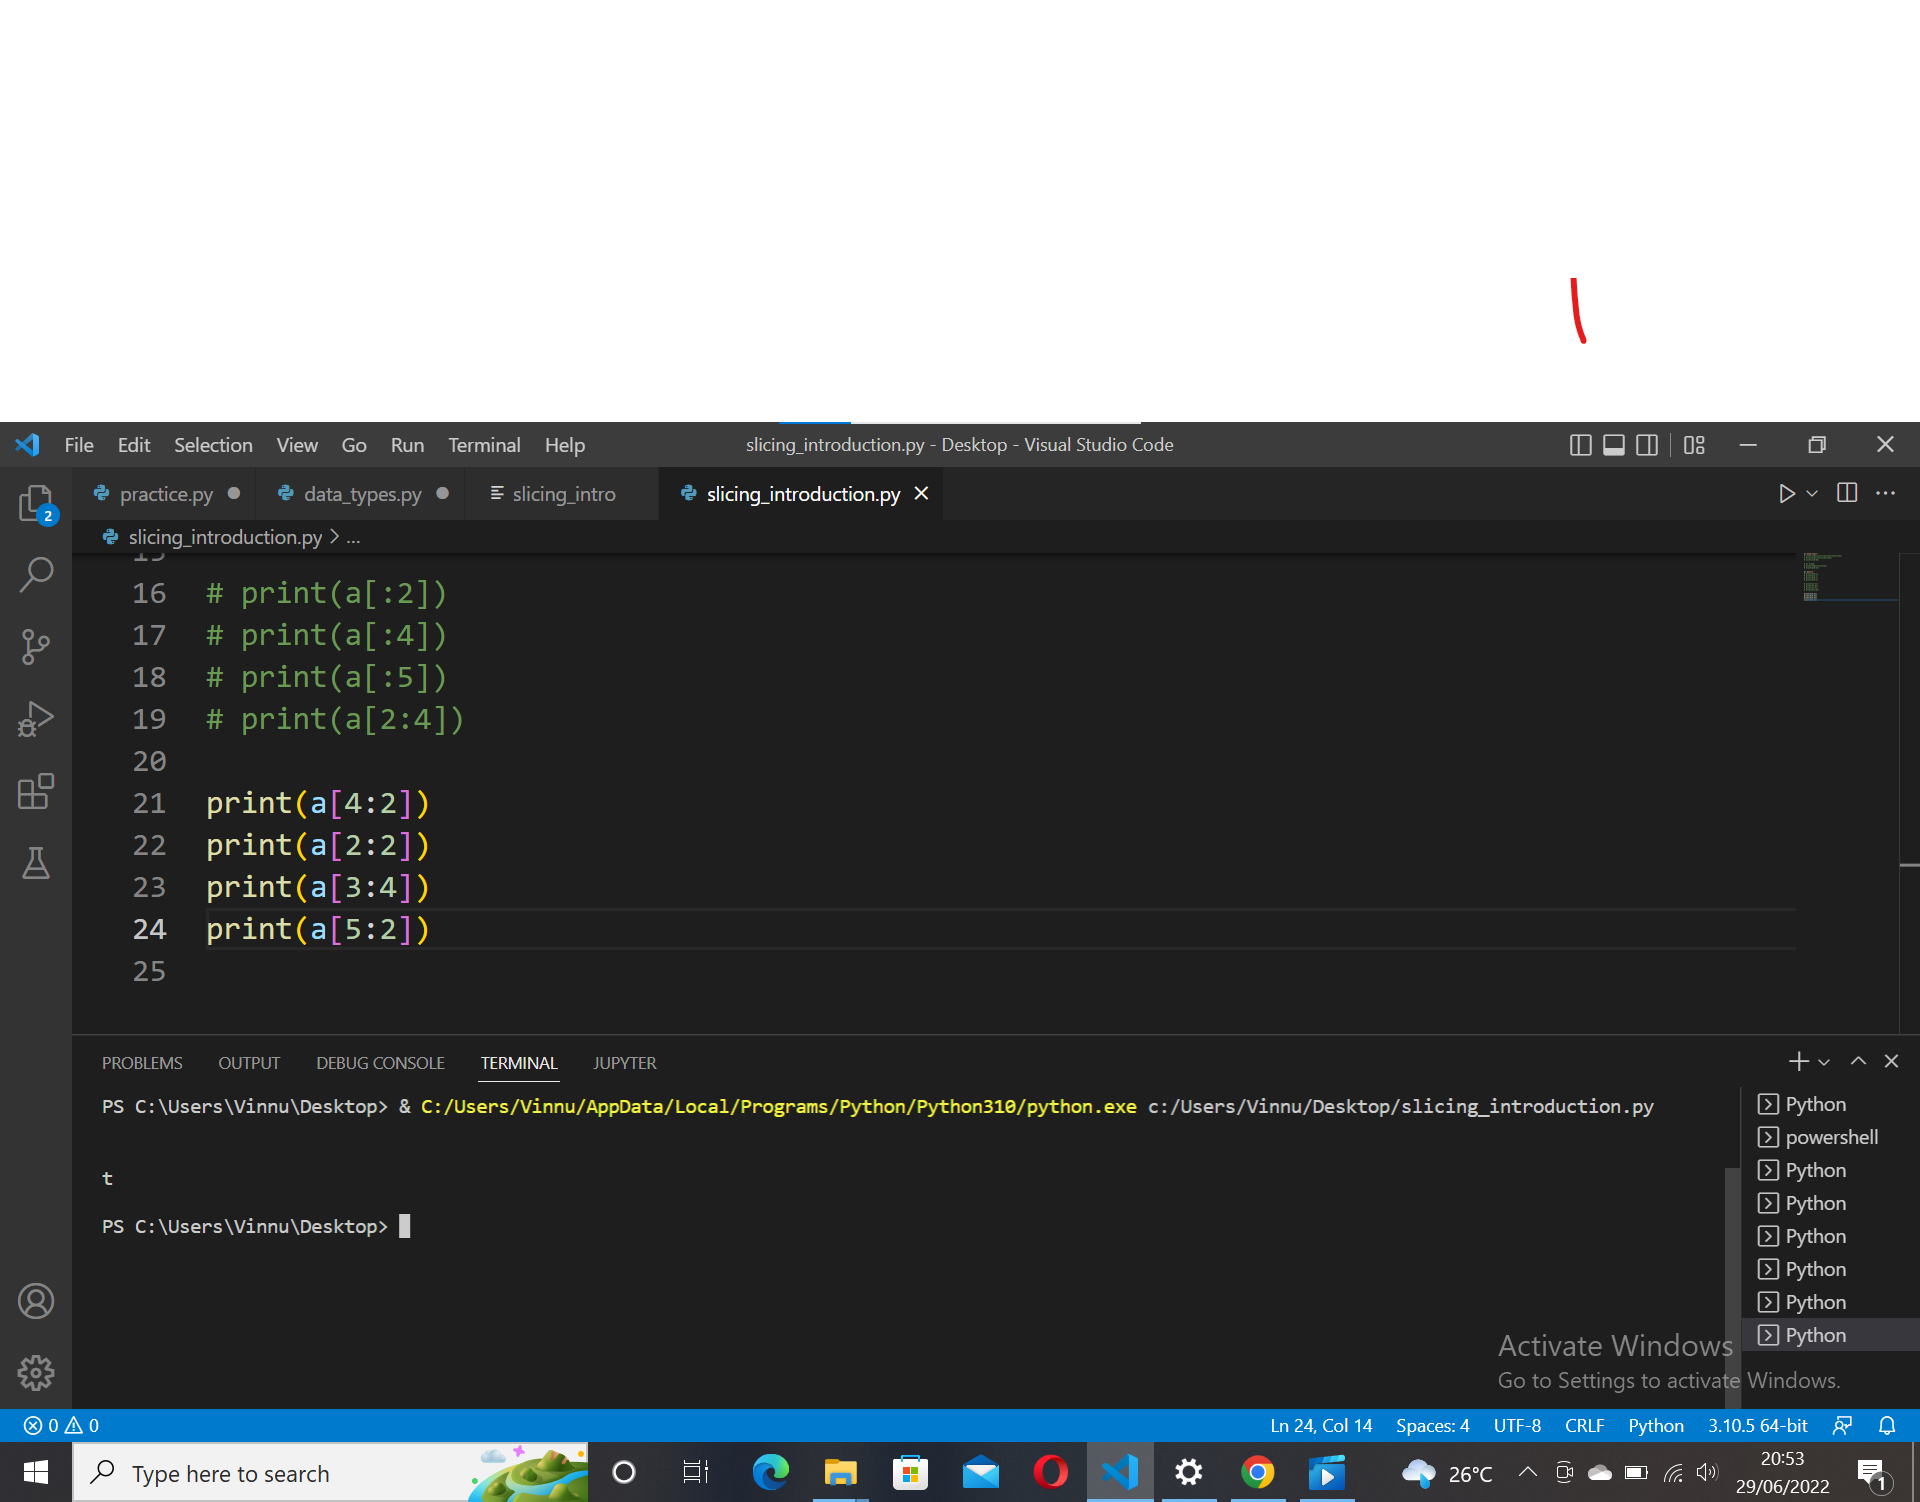 File Edit Selection View Go Run Terminal Help slicing_introduction.py - Desktop - Visual Studio Code
practice.py data_types.py slicing_intro slicing_introduction.py
slicing_introduction.py > ...
2
16 # print(a[:2])
17 # print(a[:4])
18 # print(a[:5])
19 # print(a[2:4])
20
21 print(a[4:2])
22 print(a[2:2])
23 print(a[3:4])
24 print(a[5:2])
25
PROBLEMS OUTPUT DEBUG CONSOLE TERMINAL JUPYTER
PS C:\Users\Vinnu\Desktop> & C:/Users/Vinnu/AppData/Local/Programs/Python/Python310/python.exe c:/Users/Vinnu/Desktop/slicing_introduction.py
t
PS C:\Users\Vinnu\Desktop>
Python
powershell
Python
Python
Python
Python
Python
Python
Activate Windows
Go to Settings to activate Windows.
0 0 Ln 24, Col 14 Spaces: 4 UTF-8 CRLF Python 3.10.5 64-bit
Type here to search 26°C 20:53
29/06/2022 1